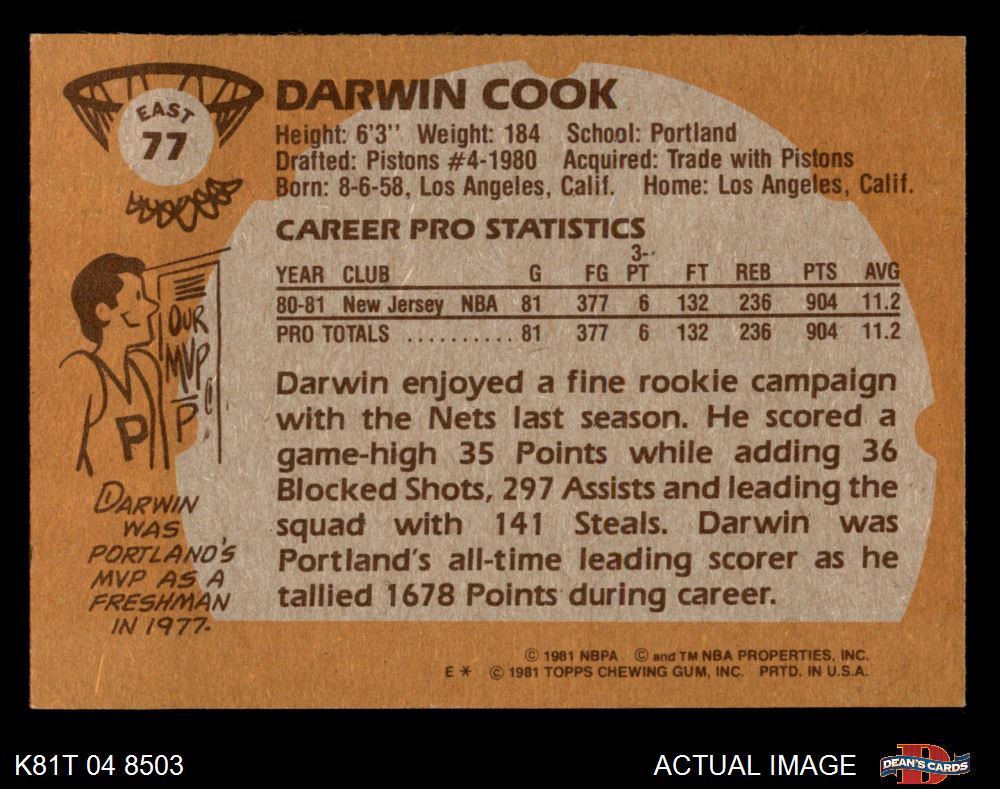 EAST
77
DARWIN COOK
Height: 6'3" Weight: 184 School: Portland
Drafted: Pistons #4-1980 Acquired: Trade with Pistons
Born: 8-6-58, Los Angeles, Calif. Home: Los Angeles, Calif.
CAREER PRO STATISTICS
YEAR CLUB G FG 3-PT FT REB PTS AVG
80-81 New Jersey NBA 81 377 6 132 236 904 11.2
PRO TOTALS .......... 81 377 6 132 236 904 11.2
OUR
MVP
P
P
DARWIN
WAS
PORTLAND'S
MVP AS A
FRESHMAN
IN 1977.
Darwin enjoyed a fine rookie campaign
with the Nets last season. He scored a
game-high 35 Points while adding 36
Blocked Shots, 297 Assists and leading the
squad with 141 Steals. Darwin was
Portland's all-time leading scorer as he
tallied 1678 Points during career.
© 1981 NBPA © and TM NBA PROPERTIES, INC.
E * © 1981 TOPPS CHEWING GUM, INC. PRTD. IN U.S.A.
K81T 04 8503
ACTUAL IMAGE
DEAN'S CARDS